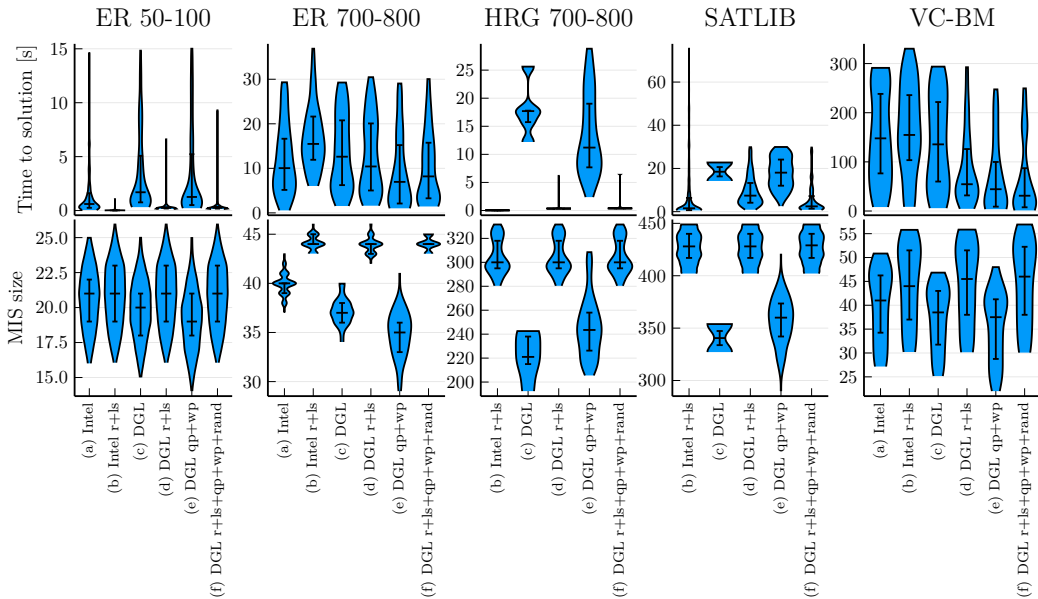 ER 50-100
ER 700-800
HRG 700-800
SATLIB
VC-BM
Time to solution [s]
15
10
5
0
30
20
10
0
25
20
15
10
5
0
60
40
20
0
300
200
100
0
MIS size
25.0
22.5
20.0
17.5
15.0
45
40
35
30
320
300
280
260
240
220
200
450
400
350
300
55
50
45
40
35
30
25
(a) Intel
(b) Intel r+ls
(c) DGL
(d) DGL r+ls
(e) DGL qp+wp
(f) DGL r+ls+qp+wp+rand
(a) Intel
(b) Intel r+ls
(c) DGL
(d) DGL r+ls
(e) DGL qp+wp
(f) DGL r+ls+qp+wp+rand
(b) Intel r+ls
(c) DGL
(d) DGL r+ls
(e) DGL qp+wp
(f) DGL r+ls+qp+wp+rand
(b) Intel r+ls
(c) DGL
(d) DGL r+ls
(e) DGL qp+wp
(f) DGL r+ls+qp+wp+rand
(a) Intel
(b) Intel r+ls
(c) DGL
(d) DGL r+ls
(e) DGL qp+wp
(f) DGL r+ls+qp+wp+rand